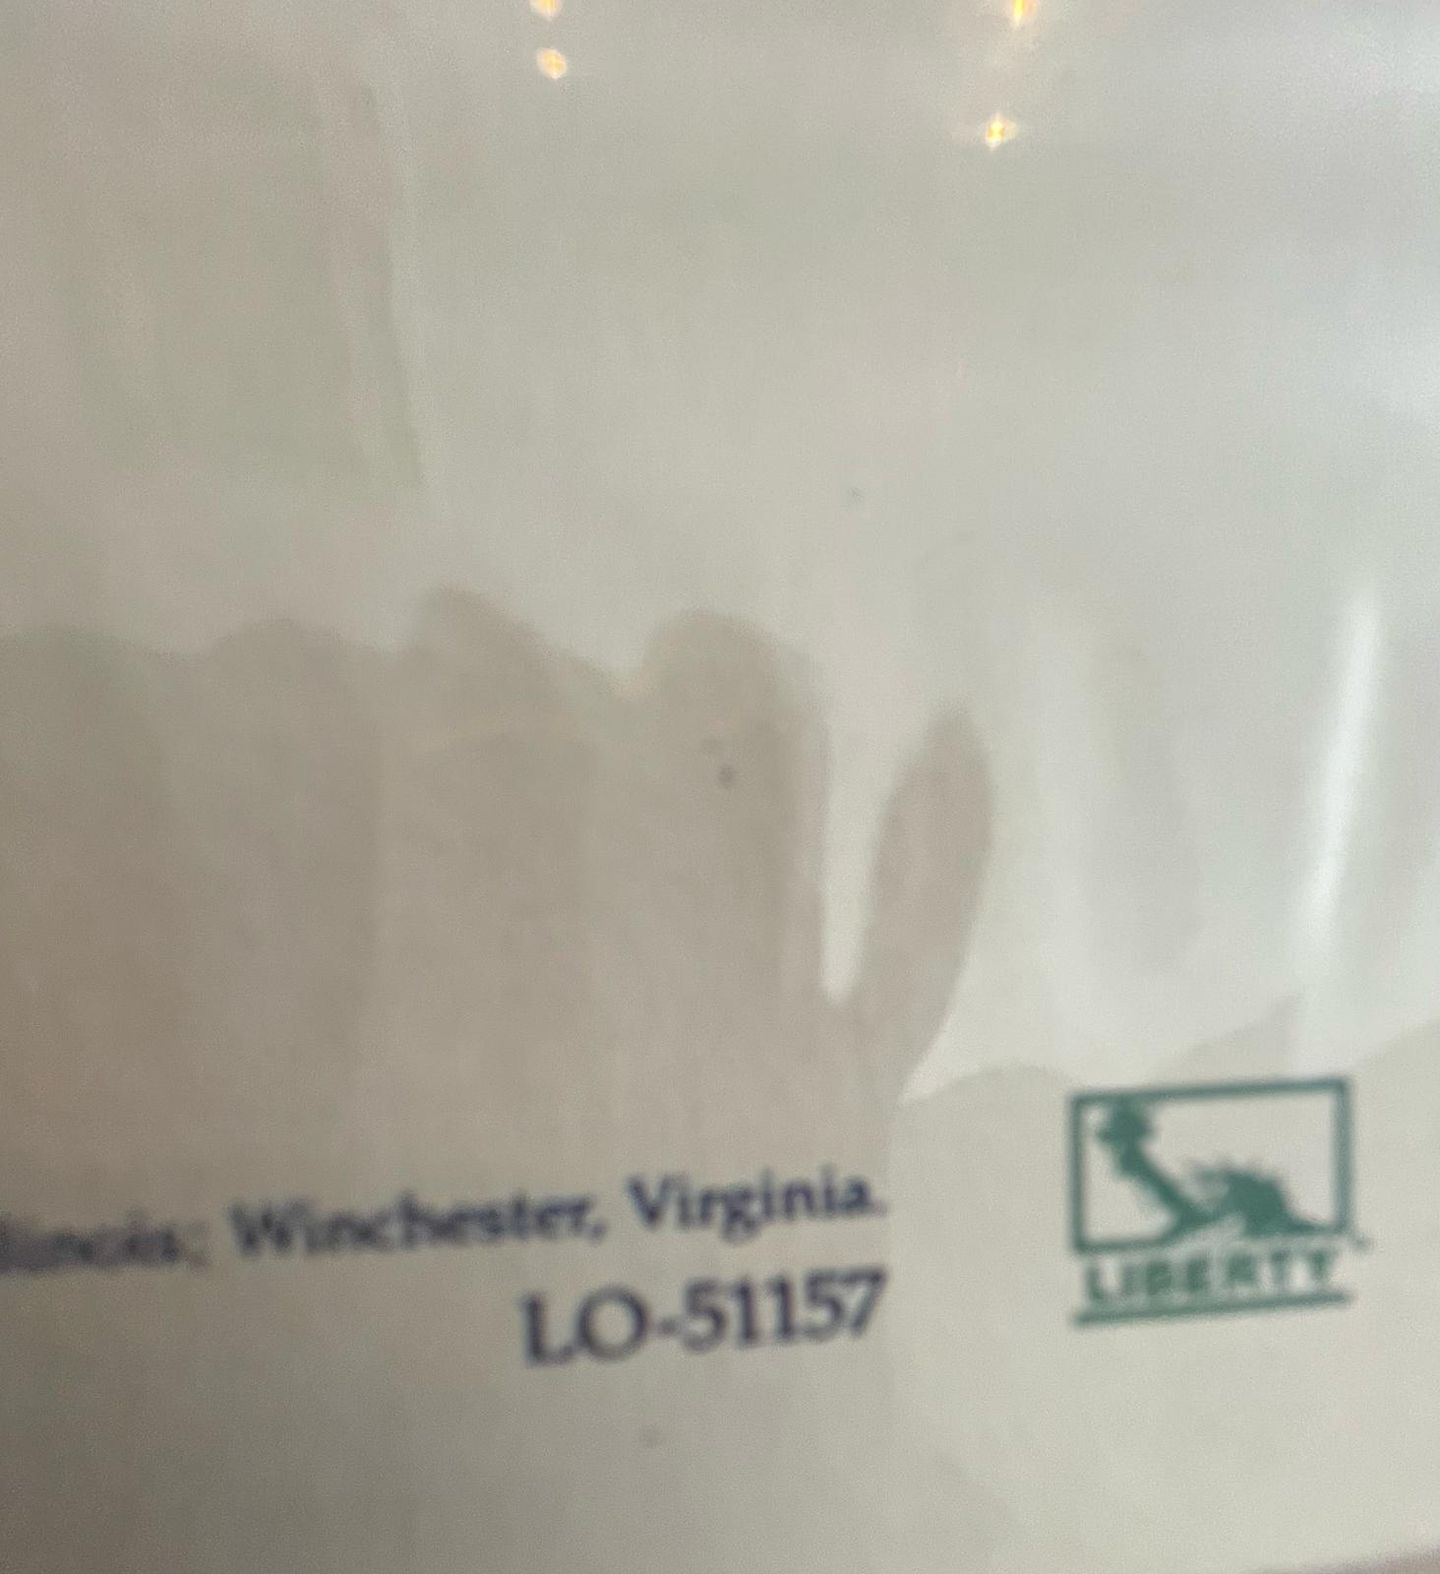 Winchester, Virginia.
LO-51157
LIBERTY